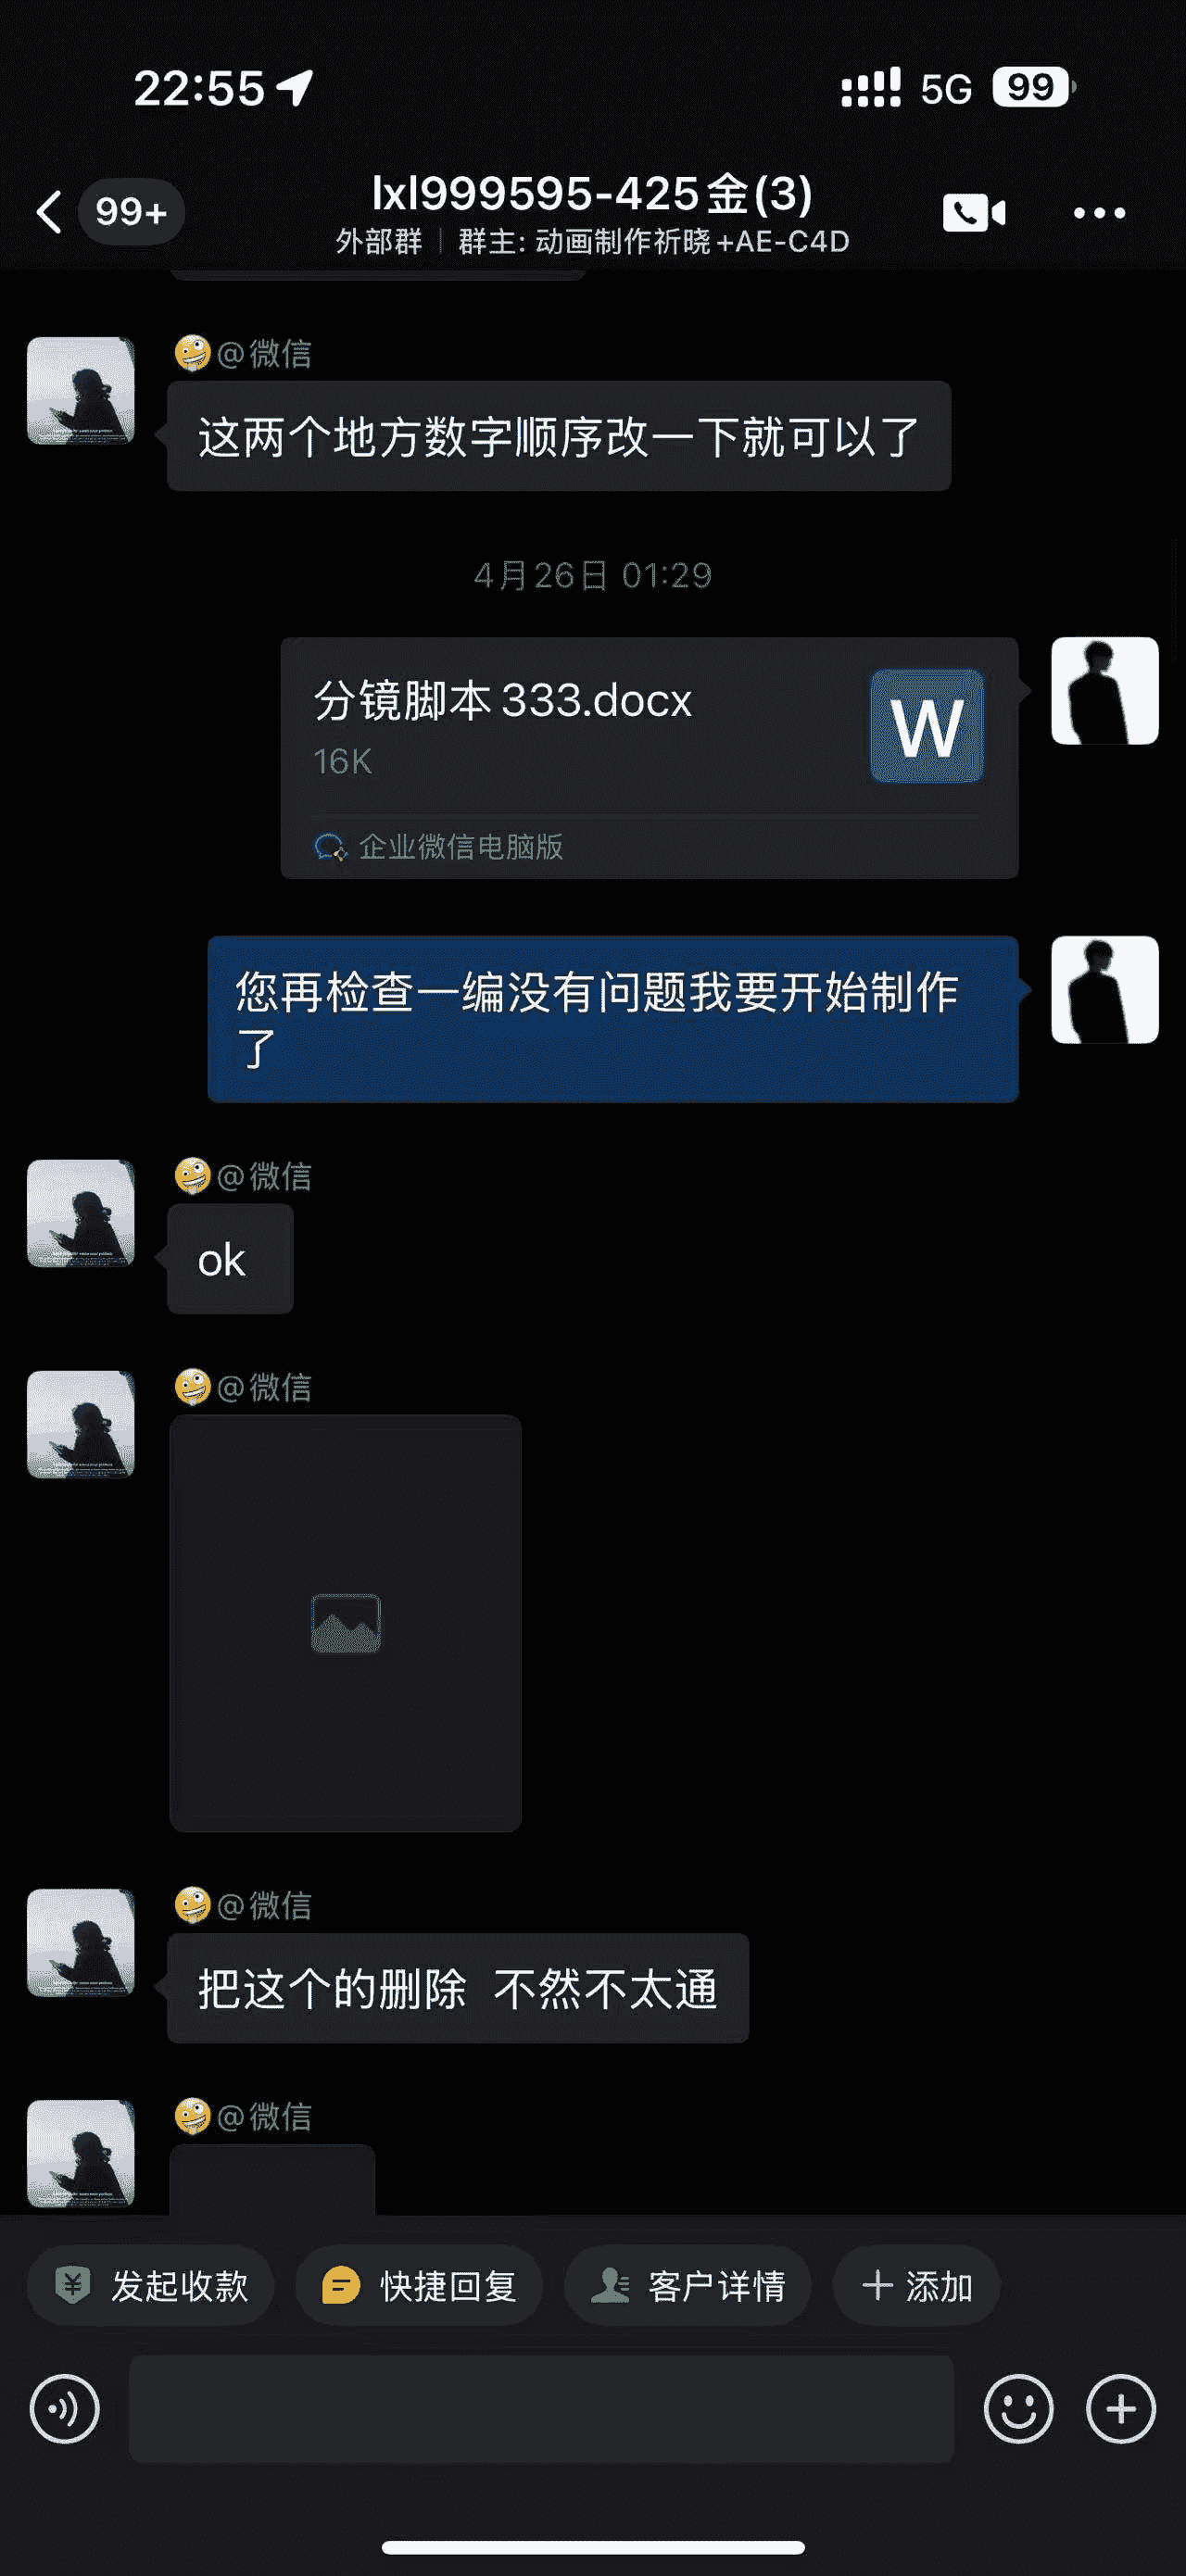 22:55 5G 99
99+ lxl999595-425金(3)
外部群 | 群主: 动画制作祈晓+AE-C4D
@微信
这两个地方数字顺序改一下就可以了
4月26日 01:29
分镜脚本333.docx
W
16K
企业微信电脑版
您再检查一编没有问题我要开始制作
了
@微信
ok
@微信
@微信
把这个的删除 不然不太通
@微信
发起收款 快捷回复 客户详情 添加